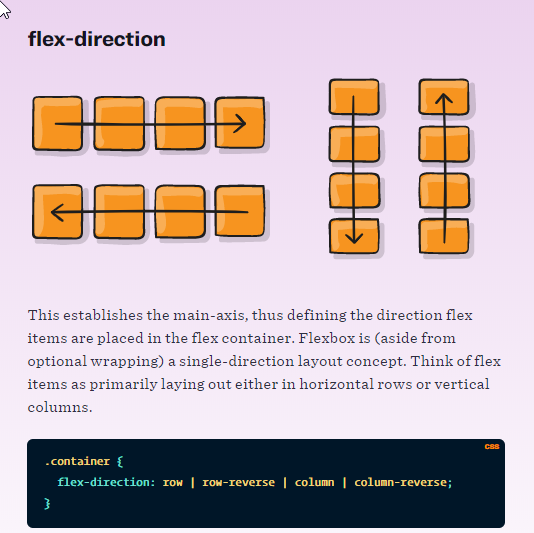 flex-direction
This establishes the main-axis, thus defining the direction flex
items are placed in the flex container. Flexbox is (aside from
optional wrapping) a single-direction layout concept. Think of flex
items as primarily laying out either in horizontal rows or vertical
columns.
CSS
.container {
  flex-direction: row | row-reverse | column | column-reverse;
}